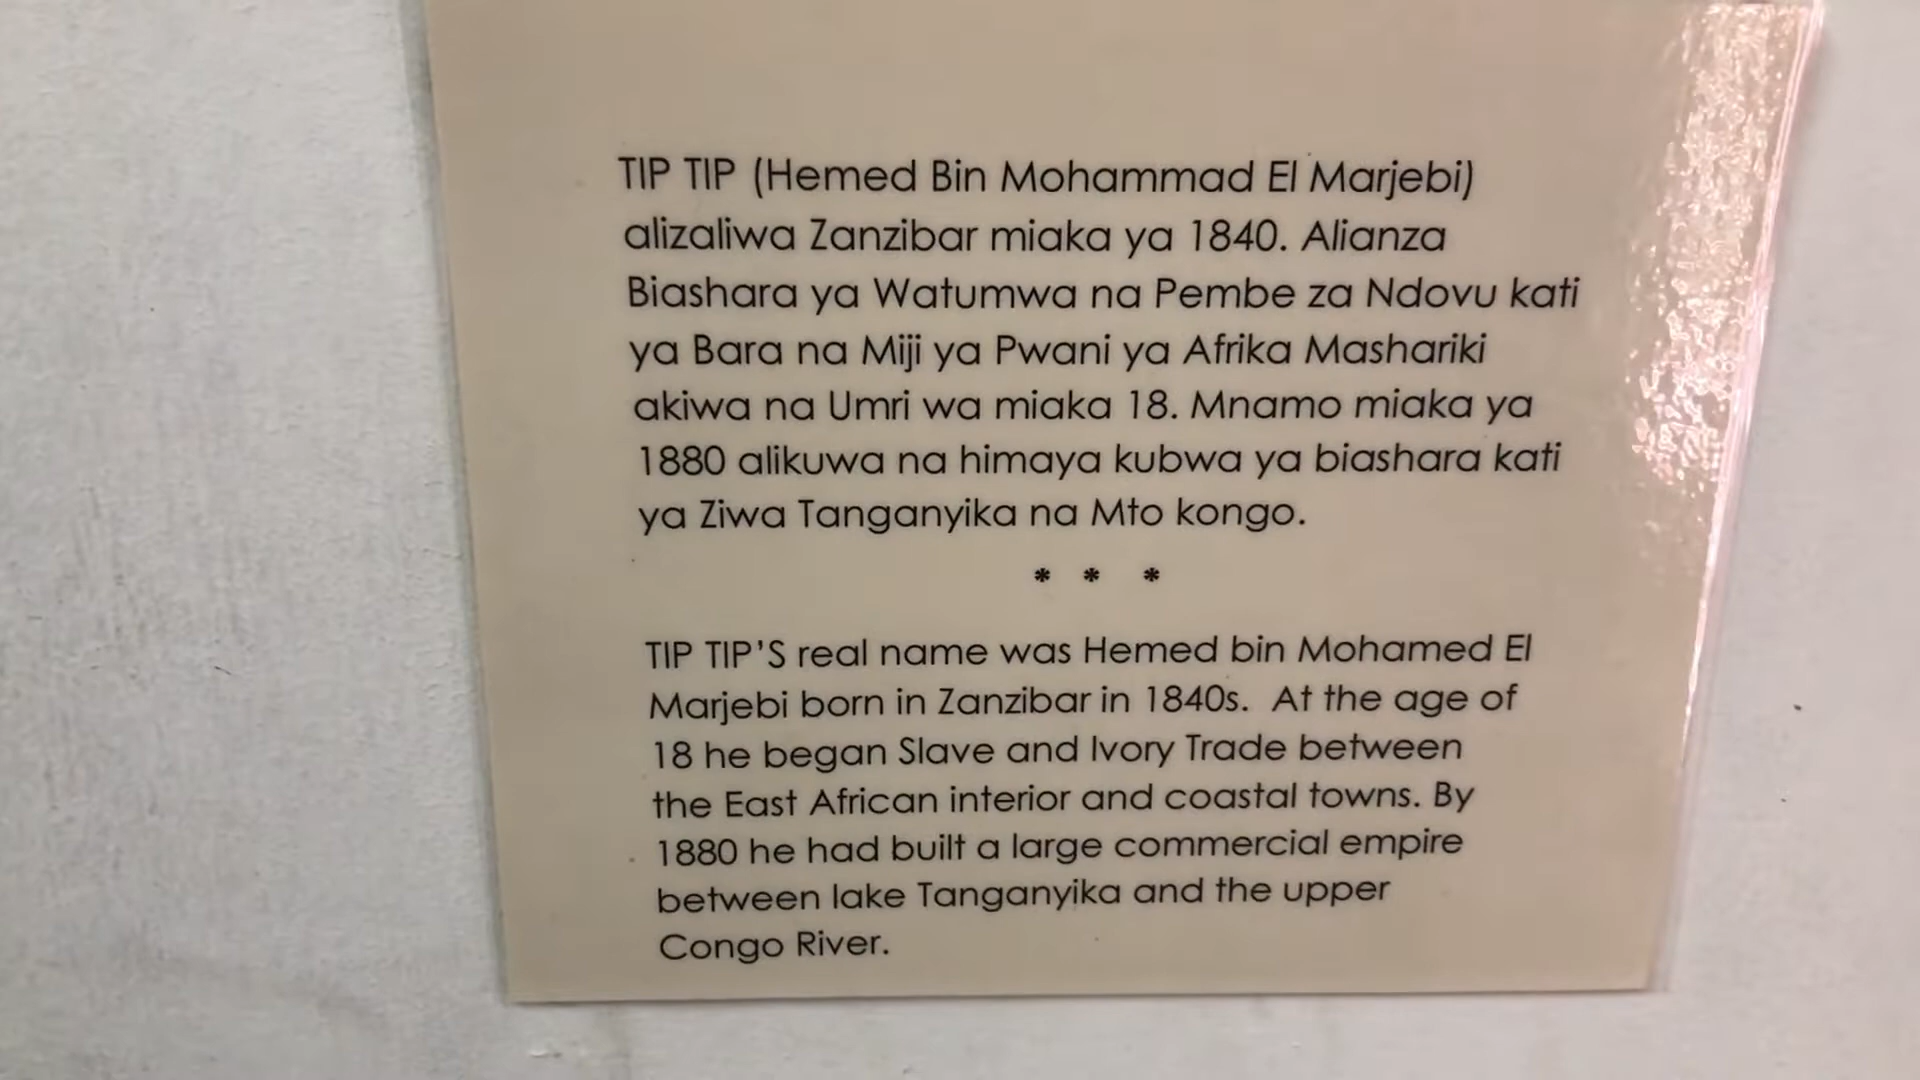 TIP TIP (Hemed Bin Mohammad El Marjebi)
alizaliwa Zanzibar miaka ya 1840. Alianza
Biashara ya Watumwa na Pembe za Ndovu kati
ya Bara na Miji ya Pwani ya Afrika Mashariki
akiwa na Umri wa miaka 18. Mnamo miaka ya
1880 alikuwa na himaya kubwa ya biashara kati
ya Ziwa Tanganyika na Mto kongo.
* * *
TIP TIP'S real name was Hemed bin Mohamed El
Marjebi born in Zanzibar in 1840s. At the age of
18 he began Slave and Ivory Trade between
the East African interior and coastal towns. By
1880 he had built a large commercial empire
between lake Tanganyika and the upper
Congo River.